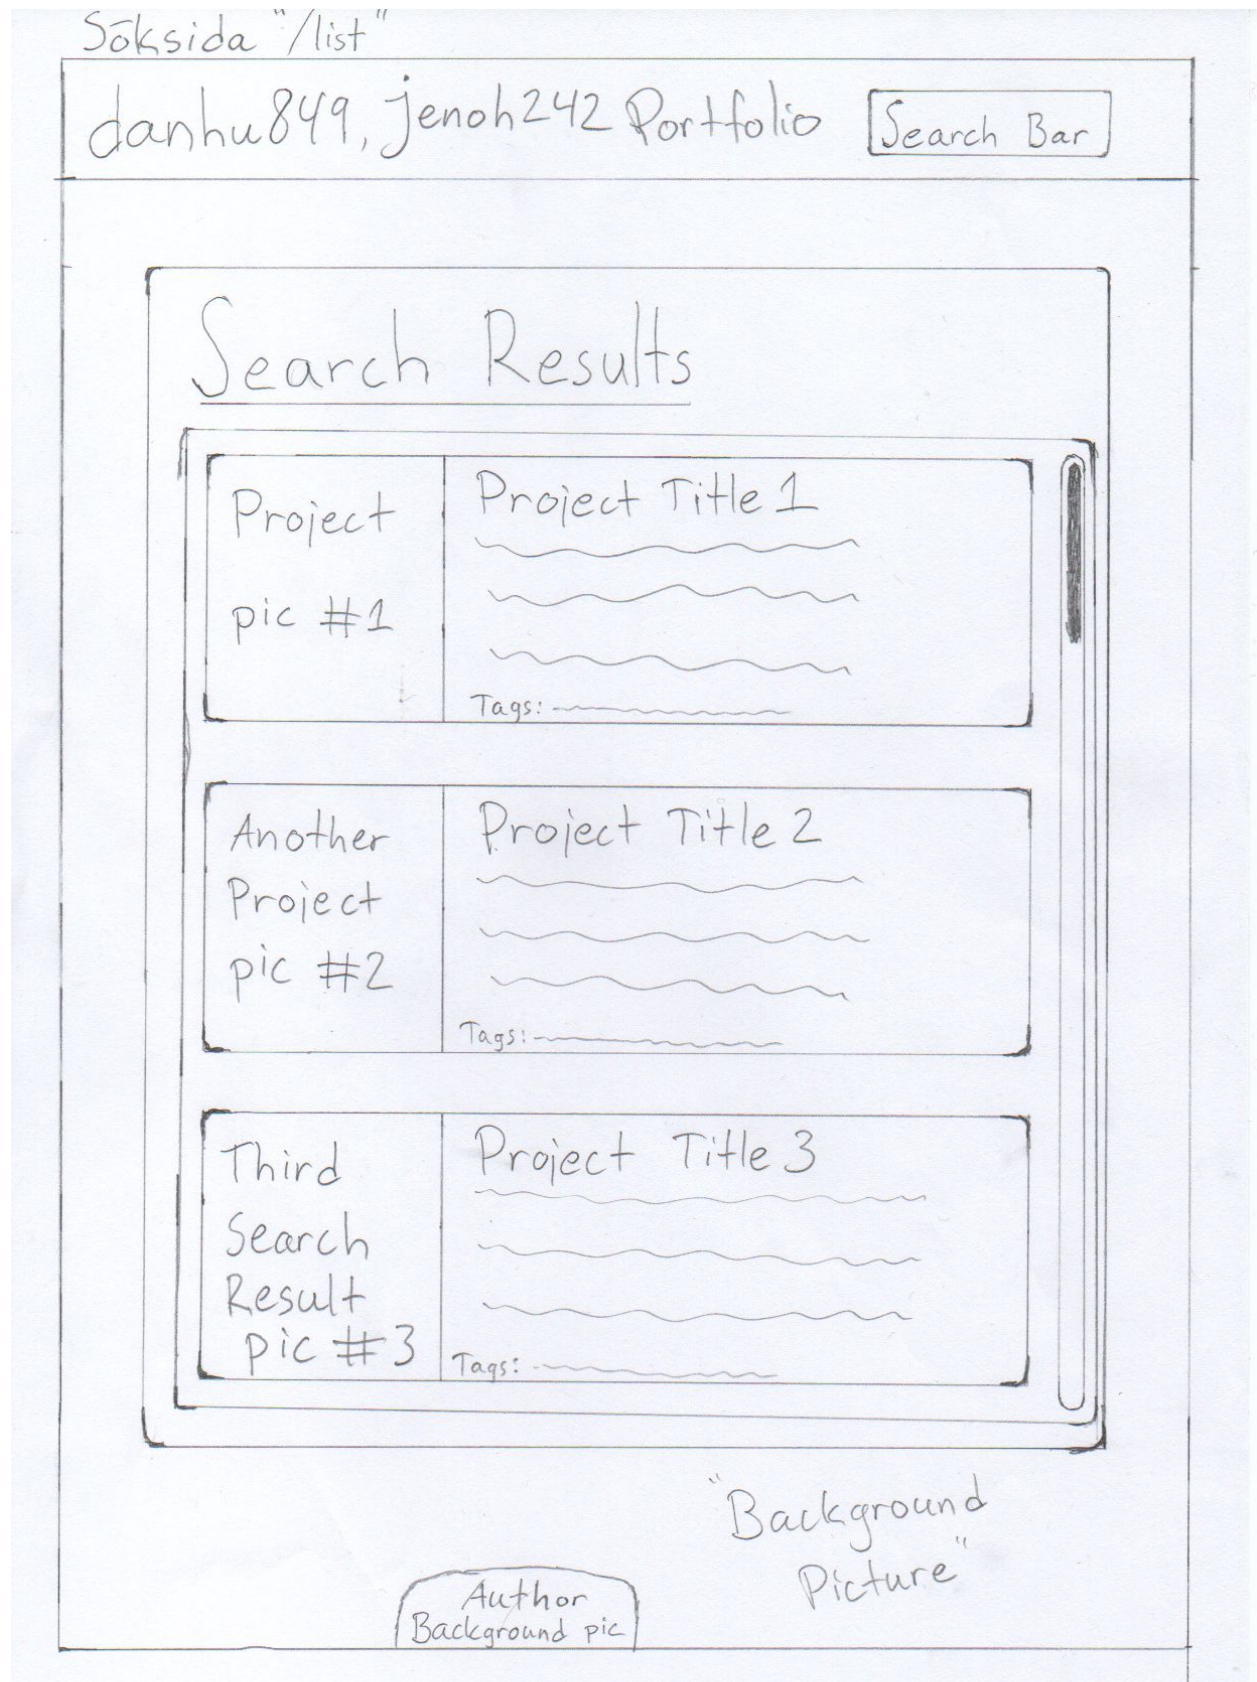 Söksida "/list"
danhu849, jenoh242 Portfolio
Search Bar
Search Results
Project
pic #1
Project Title 1
Tags:
Another
Project
pic #2
Project Title 2
Tags:
Third
Search
Result
pic #3
Project Title 3
Tags:
"Background
Picture"
Author
Background pic